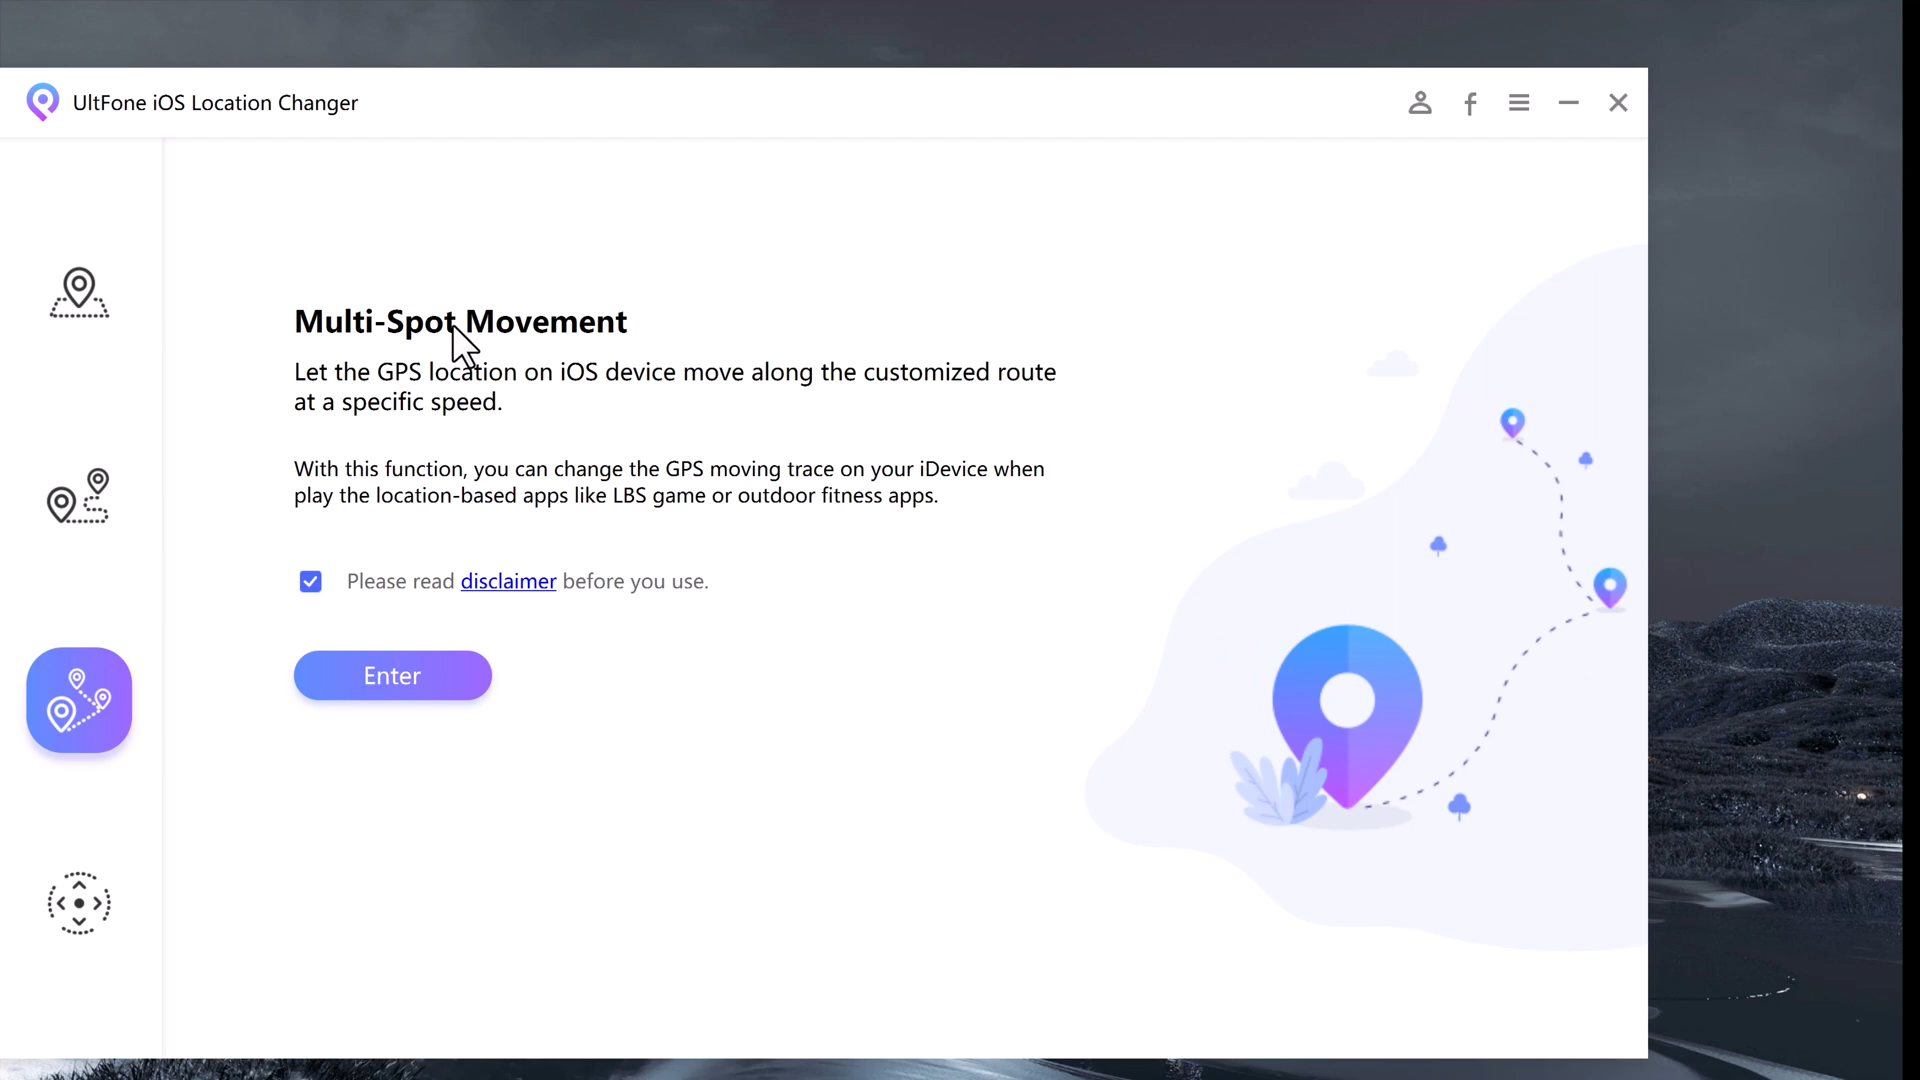 UltFone iOS Location Changer
Multi-Spot Movement
Let the GPS location on iOS device move along the customized route
at a specific speed.
With this function, you can change the GPS moving trace on your iDevice when
play the location-based apps like LBS game or outdoor fitness apps.
Please read disclaimer before you use.
Enter